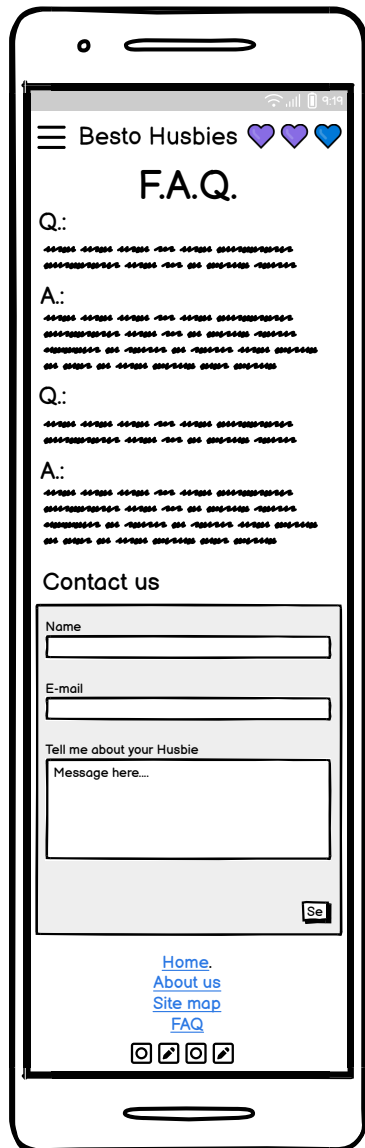 9:19
Besto Husbies
F.A.Q.
Q.:
A.:
Q.:
A.:
Contact us
Name
E-mail
Tell me about your Husbie
Message here....
Se
Home.
About us
Site map
FAQ